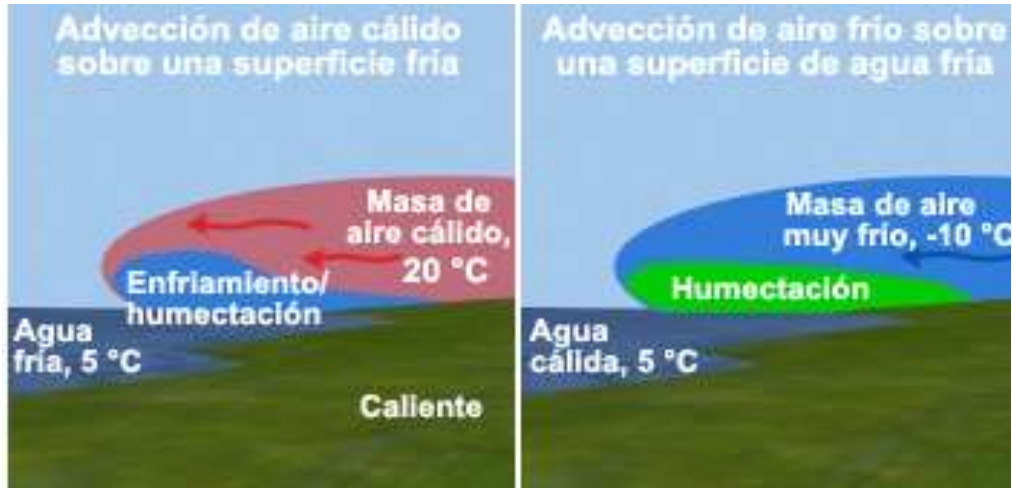 Advección de aire cálido
sobre una superficie fría
Masa de
aire cálido,
20 °C
Enfriamiento/
humectación
Agua
fría, 5 °C
Caliente
Advección de aire frío sobre
una superficie de agua fría
Masa de aire
muy frío, -10 °C
Humectación
Agua
cálida, 5 °C